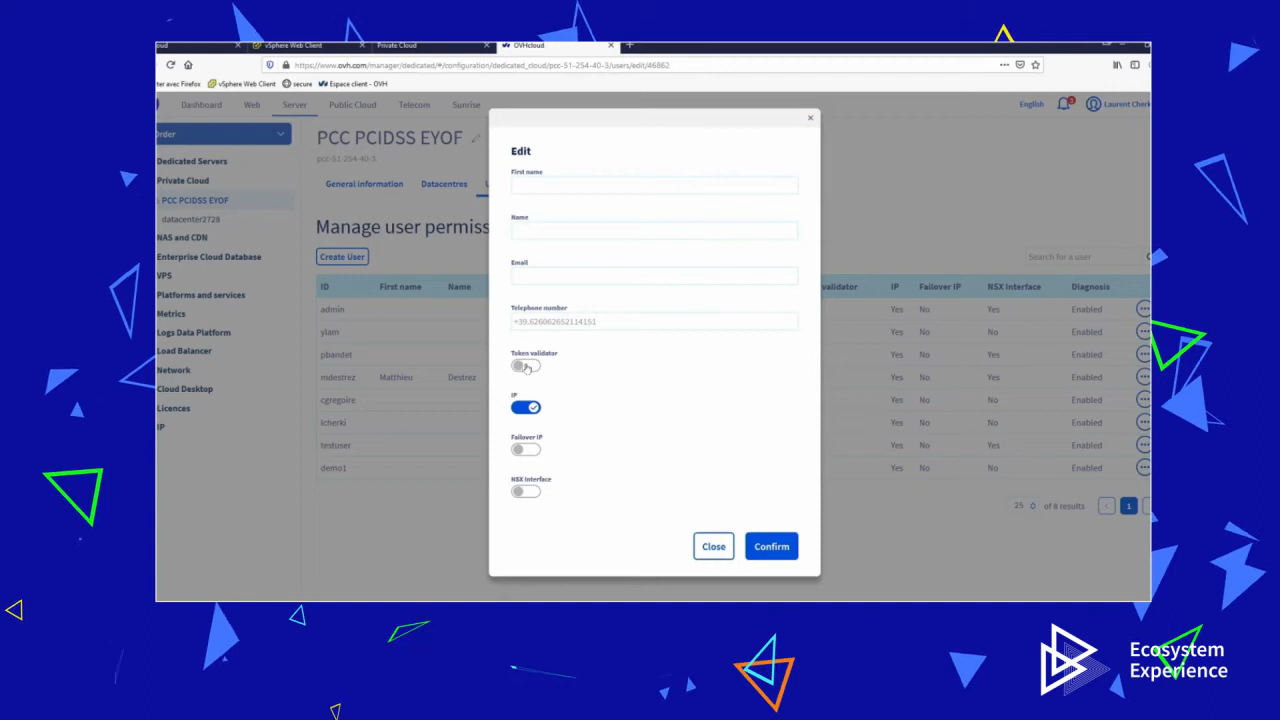 vSphere Web Client
Private Cloud
OVHcloud
https://www.ovh.com/manager/dedicated/#/configuration/dedicated_cloud/pcc-51-254-40-3/users/edit/46862
ter avec Firefox vSphere Web Client secure Espace client - OVH
Dashboard Web Server Public Cloud Telecom Sunrise English Laurent Cherk
Order
Dedicated Servers
Private Cloud
PCC PCIDSS EYOF
datacenter2728
NAS and CDN
Enterprise Cloud Database
VPS
Platforms and services
Metrics
Logs Data Platform
Load Balancer
Network
Cloud Desktop
Licences
IP
PCC PCIDSS EYOF
pcc-51-254-40-3
General information Datacentres
Manage user permiss
Create User
Search for a user
ID First name Name validator IP Failover IP NSX Interface Diagnosis
admin Yes No Yes Enabled
ylam Yes No Yes Enabled
pbandet Yes No Yes Enabled
mdestrez Matthieu Destrez Yes No Yes Enabled
cgregoire Yes No No Enabled
lcherki Yes No No Enabled
testuser Yes No Yes Enabled
demo1 Yes No No Enabled
25 of 8 results 1
Edit
First name
Name
Email
Telephone number
+39.626062652114151
Token validator
IP
Failover IP
NSX Interface
Close Confirm
Ecosystem
Experience